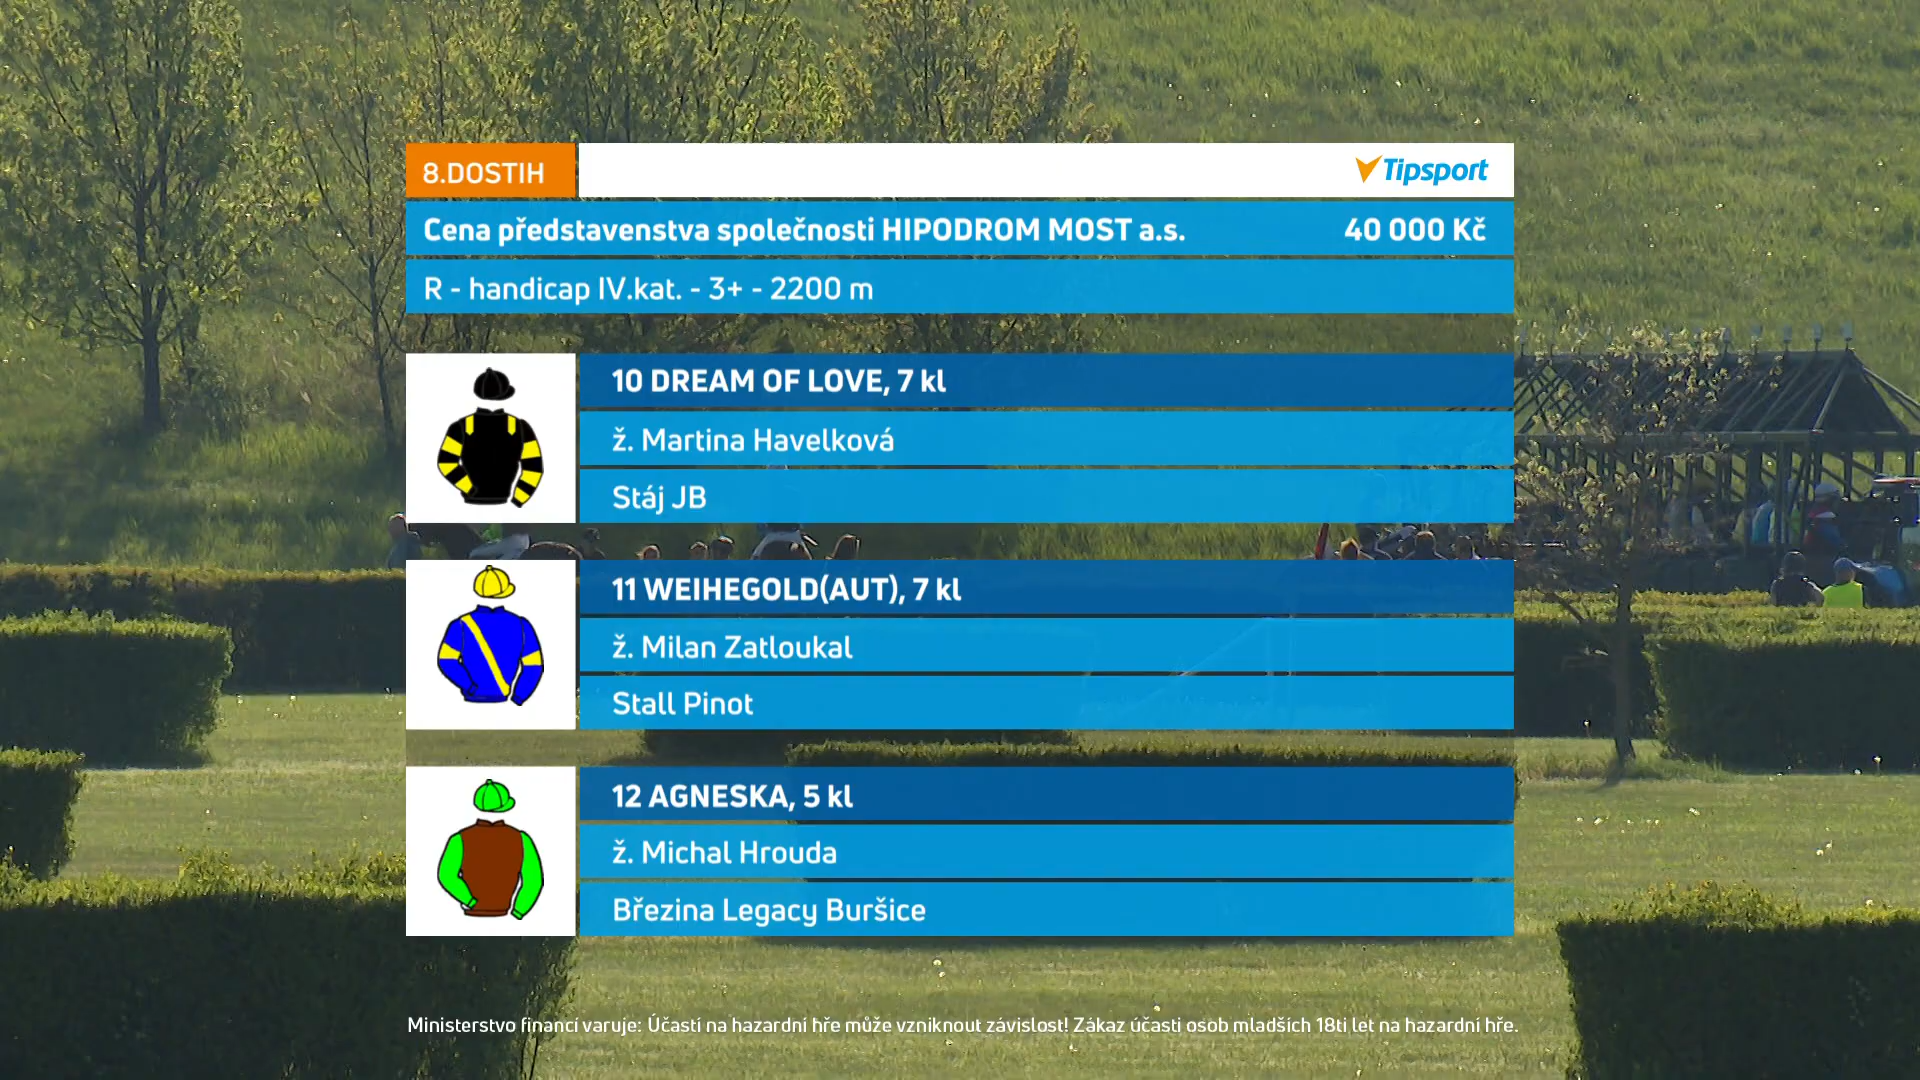 8.DOSTIH
Tipsport
Cena představenstva společnosti HIPODROM MOST a.s. 40 000 Kč
R - handicap IV.kat. - 3+ - 2200 m
10 DREAM OF LOVE, 7 kl
ž. Martina Havelková
Stáj JB
11 WEIHEGOLD(AUT), 7 kl
ž. Milan Zatloukal
Stall Pinot
12 AGNESKA, 5 kl
ž. Michal Hrouda
Březina Legacy Buršice
Ministerstvo financí varuje: Účastí na hazardní hře může vzniknout závislost! Zákaz účasti osob mladších 18ti let na hazardní hře.